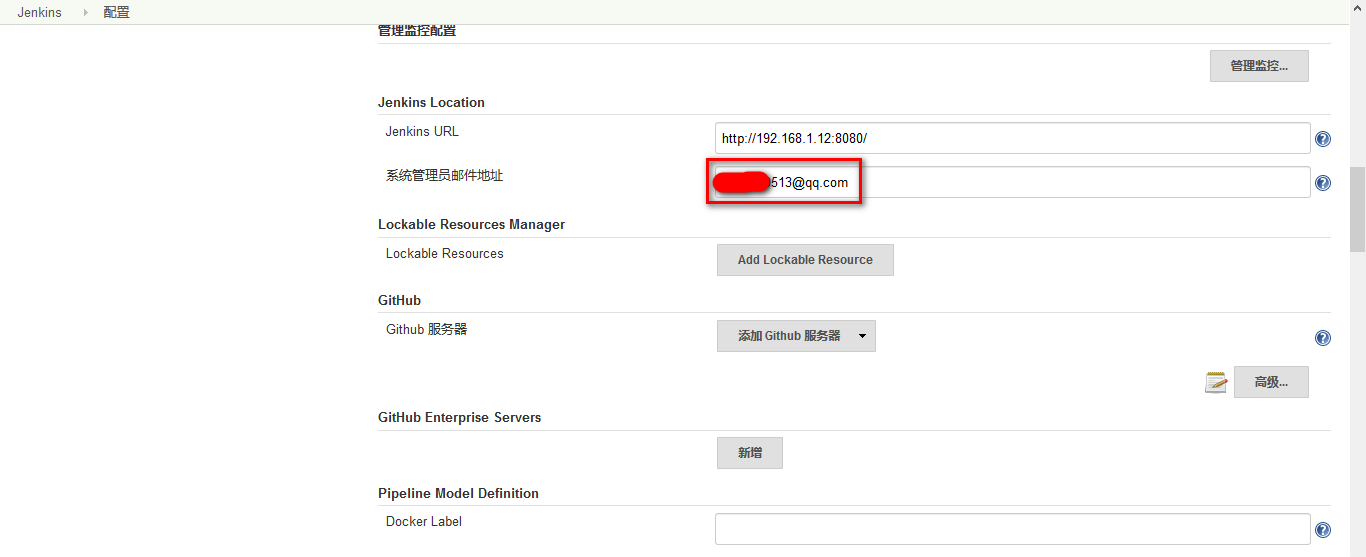 Jenkins 配置
管理监控配置
管理监控...
Jenkins Location
Jenkins URL
http://192.168.1.12:8080/
系统管理员邮件地址
513@qq.com
Lockable Resources Manager
Lockable Resources
Add Lockable Resource
GitHub
Github 服务器
添加 Github 服务器
高级...
GitHub Enterprise Servers
新增
Pipeline Model Definition
Docker Label